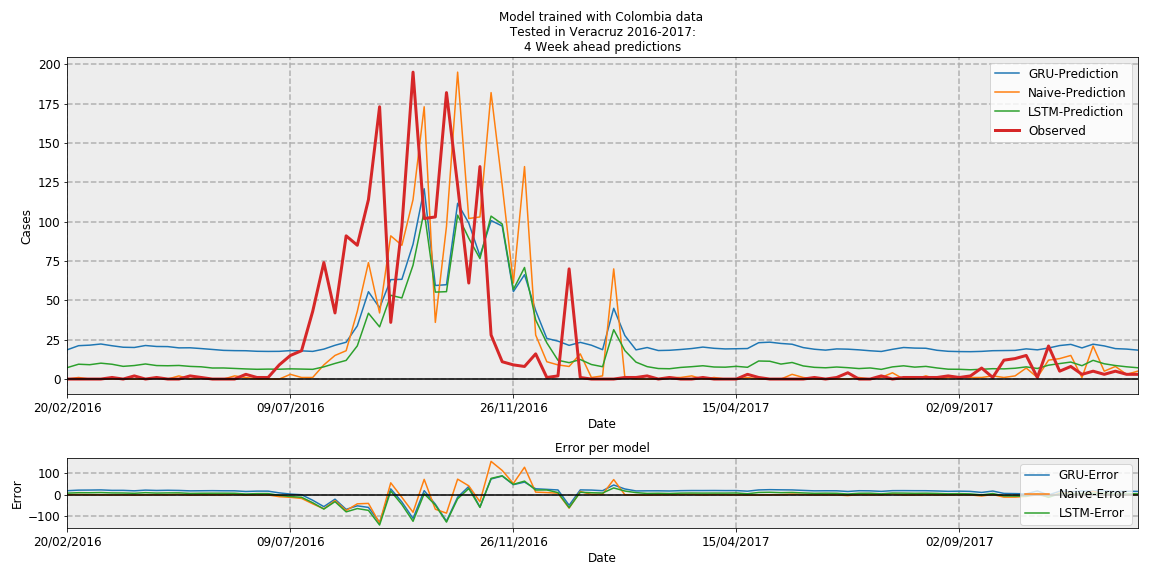 Model trained with Colombia data
Tested in Veracruz 2016-2017:
4 Week ahead predictions
200
175
150
125
100
75
50
25
0
Cases
GRU-Prediction
Naive-Prediction
LSTM-Prediction
Observed
20/02/2016
09/07/2016
26/11/2016
15/04/2017
02/09/2017
Date
Error per model
100
0
−100
Error
GRU-Error
Naive-Error
LSTM-Error
20/02/2016
09/07/2016
26/11/2016
15/04/2017
02/09/2017
Date